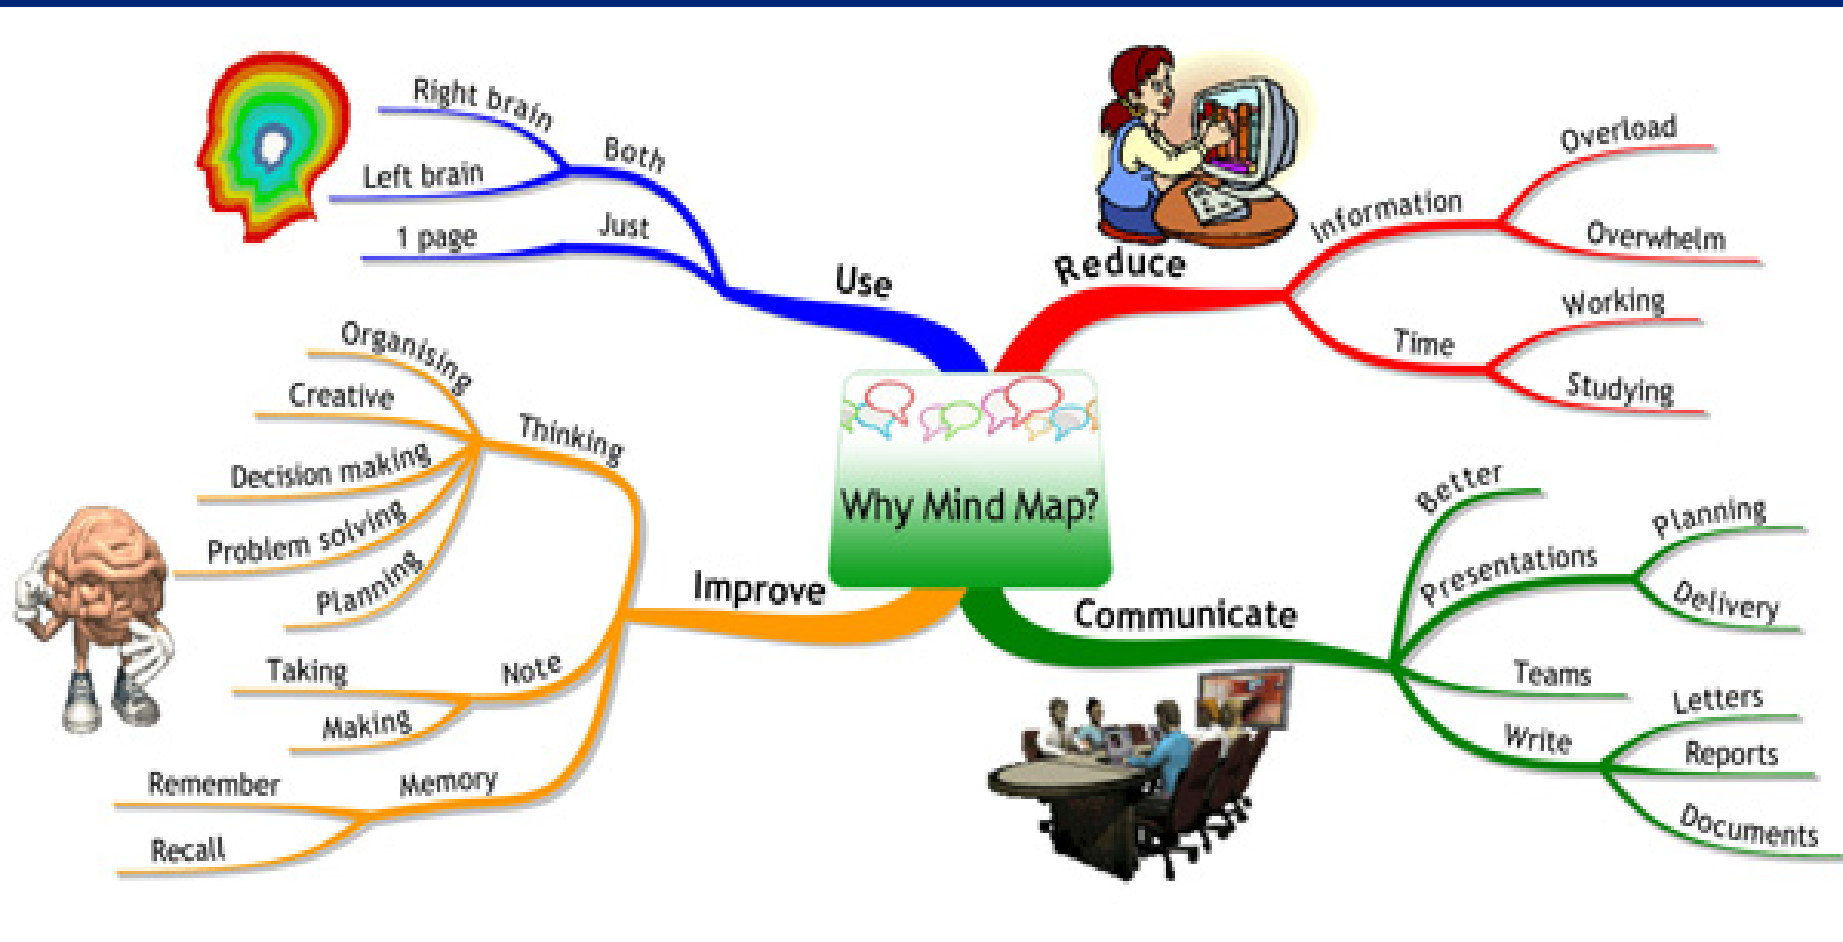 Why Mind Map?
Use
Both
Right brain
Left brain
Just
1 page
Reduce
Information
Overload
Overwhelm
Time
Working
Studying
Improve
Thinking
Organising
Creative
Decision making
Problem solving
Planning
Note
Taking
Making
Memory
Remember
Recall
Communicate
Better
Presentations
Planning
Delivery
Teams
Write
Letters
Reports
Documents